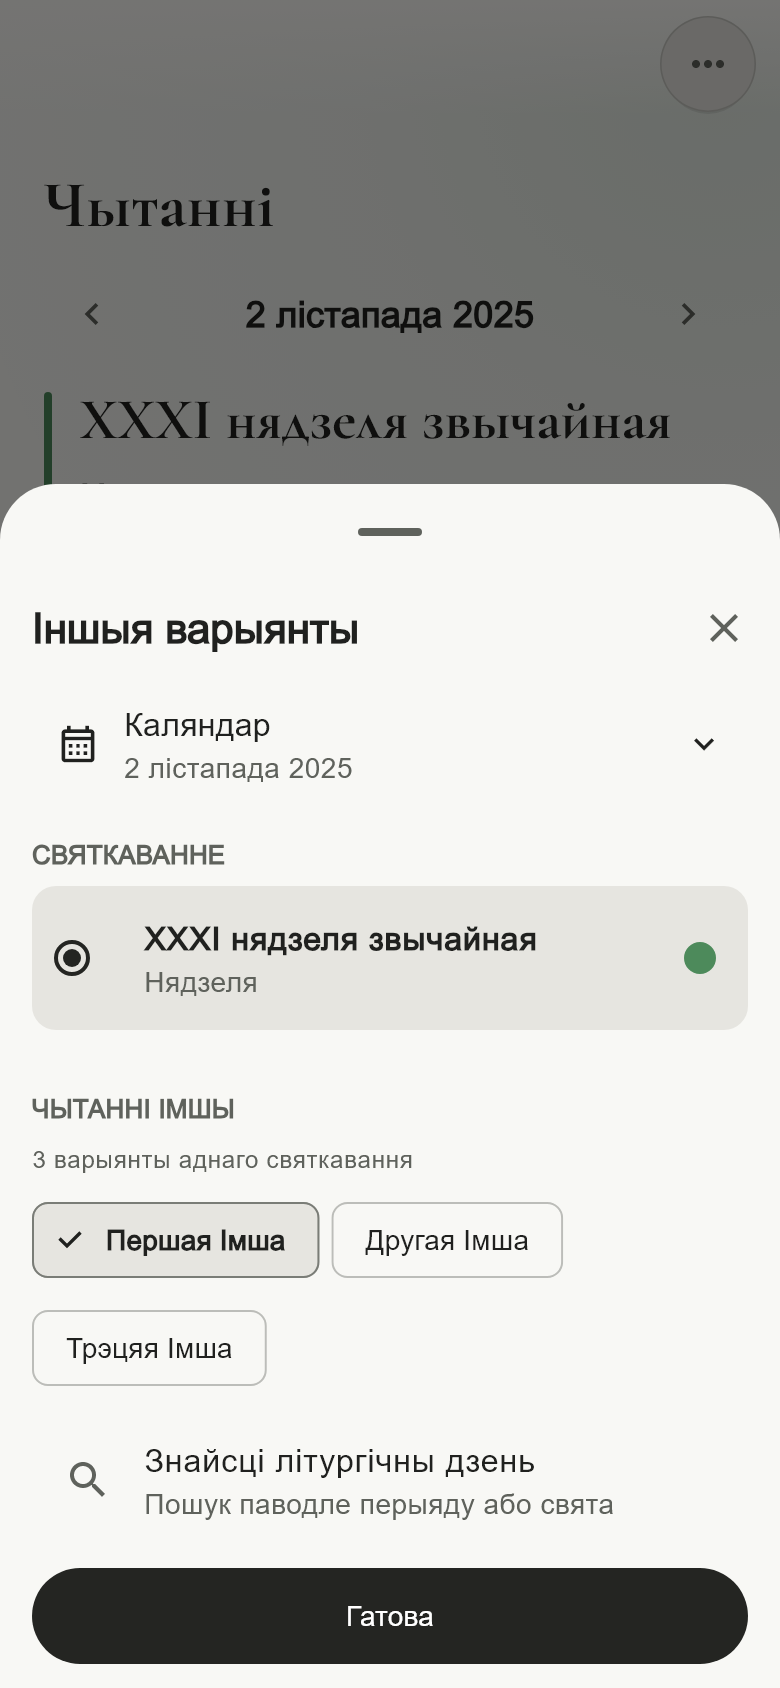 Чытанні
2 лістапада 2025
XXXI нядзеля звычайная
Іншыя варыянты
Каляндар
2 лістапада 2025
СВЯТКАВАННЕ
XXXI нядзеля звычайная
Нядзеля
ЧЫТАННІ ІМШЫ
3 варыянты аднаго святкавання
Першая Імша
Другая Імша
Трэцяя Імша
Знайсці літургічны дзень
Пошук паводле перыяду або свята
Гатова